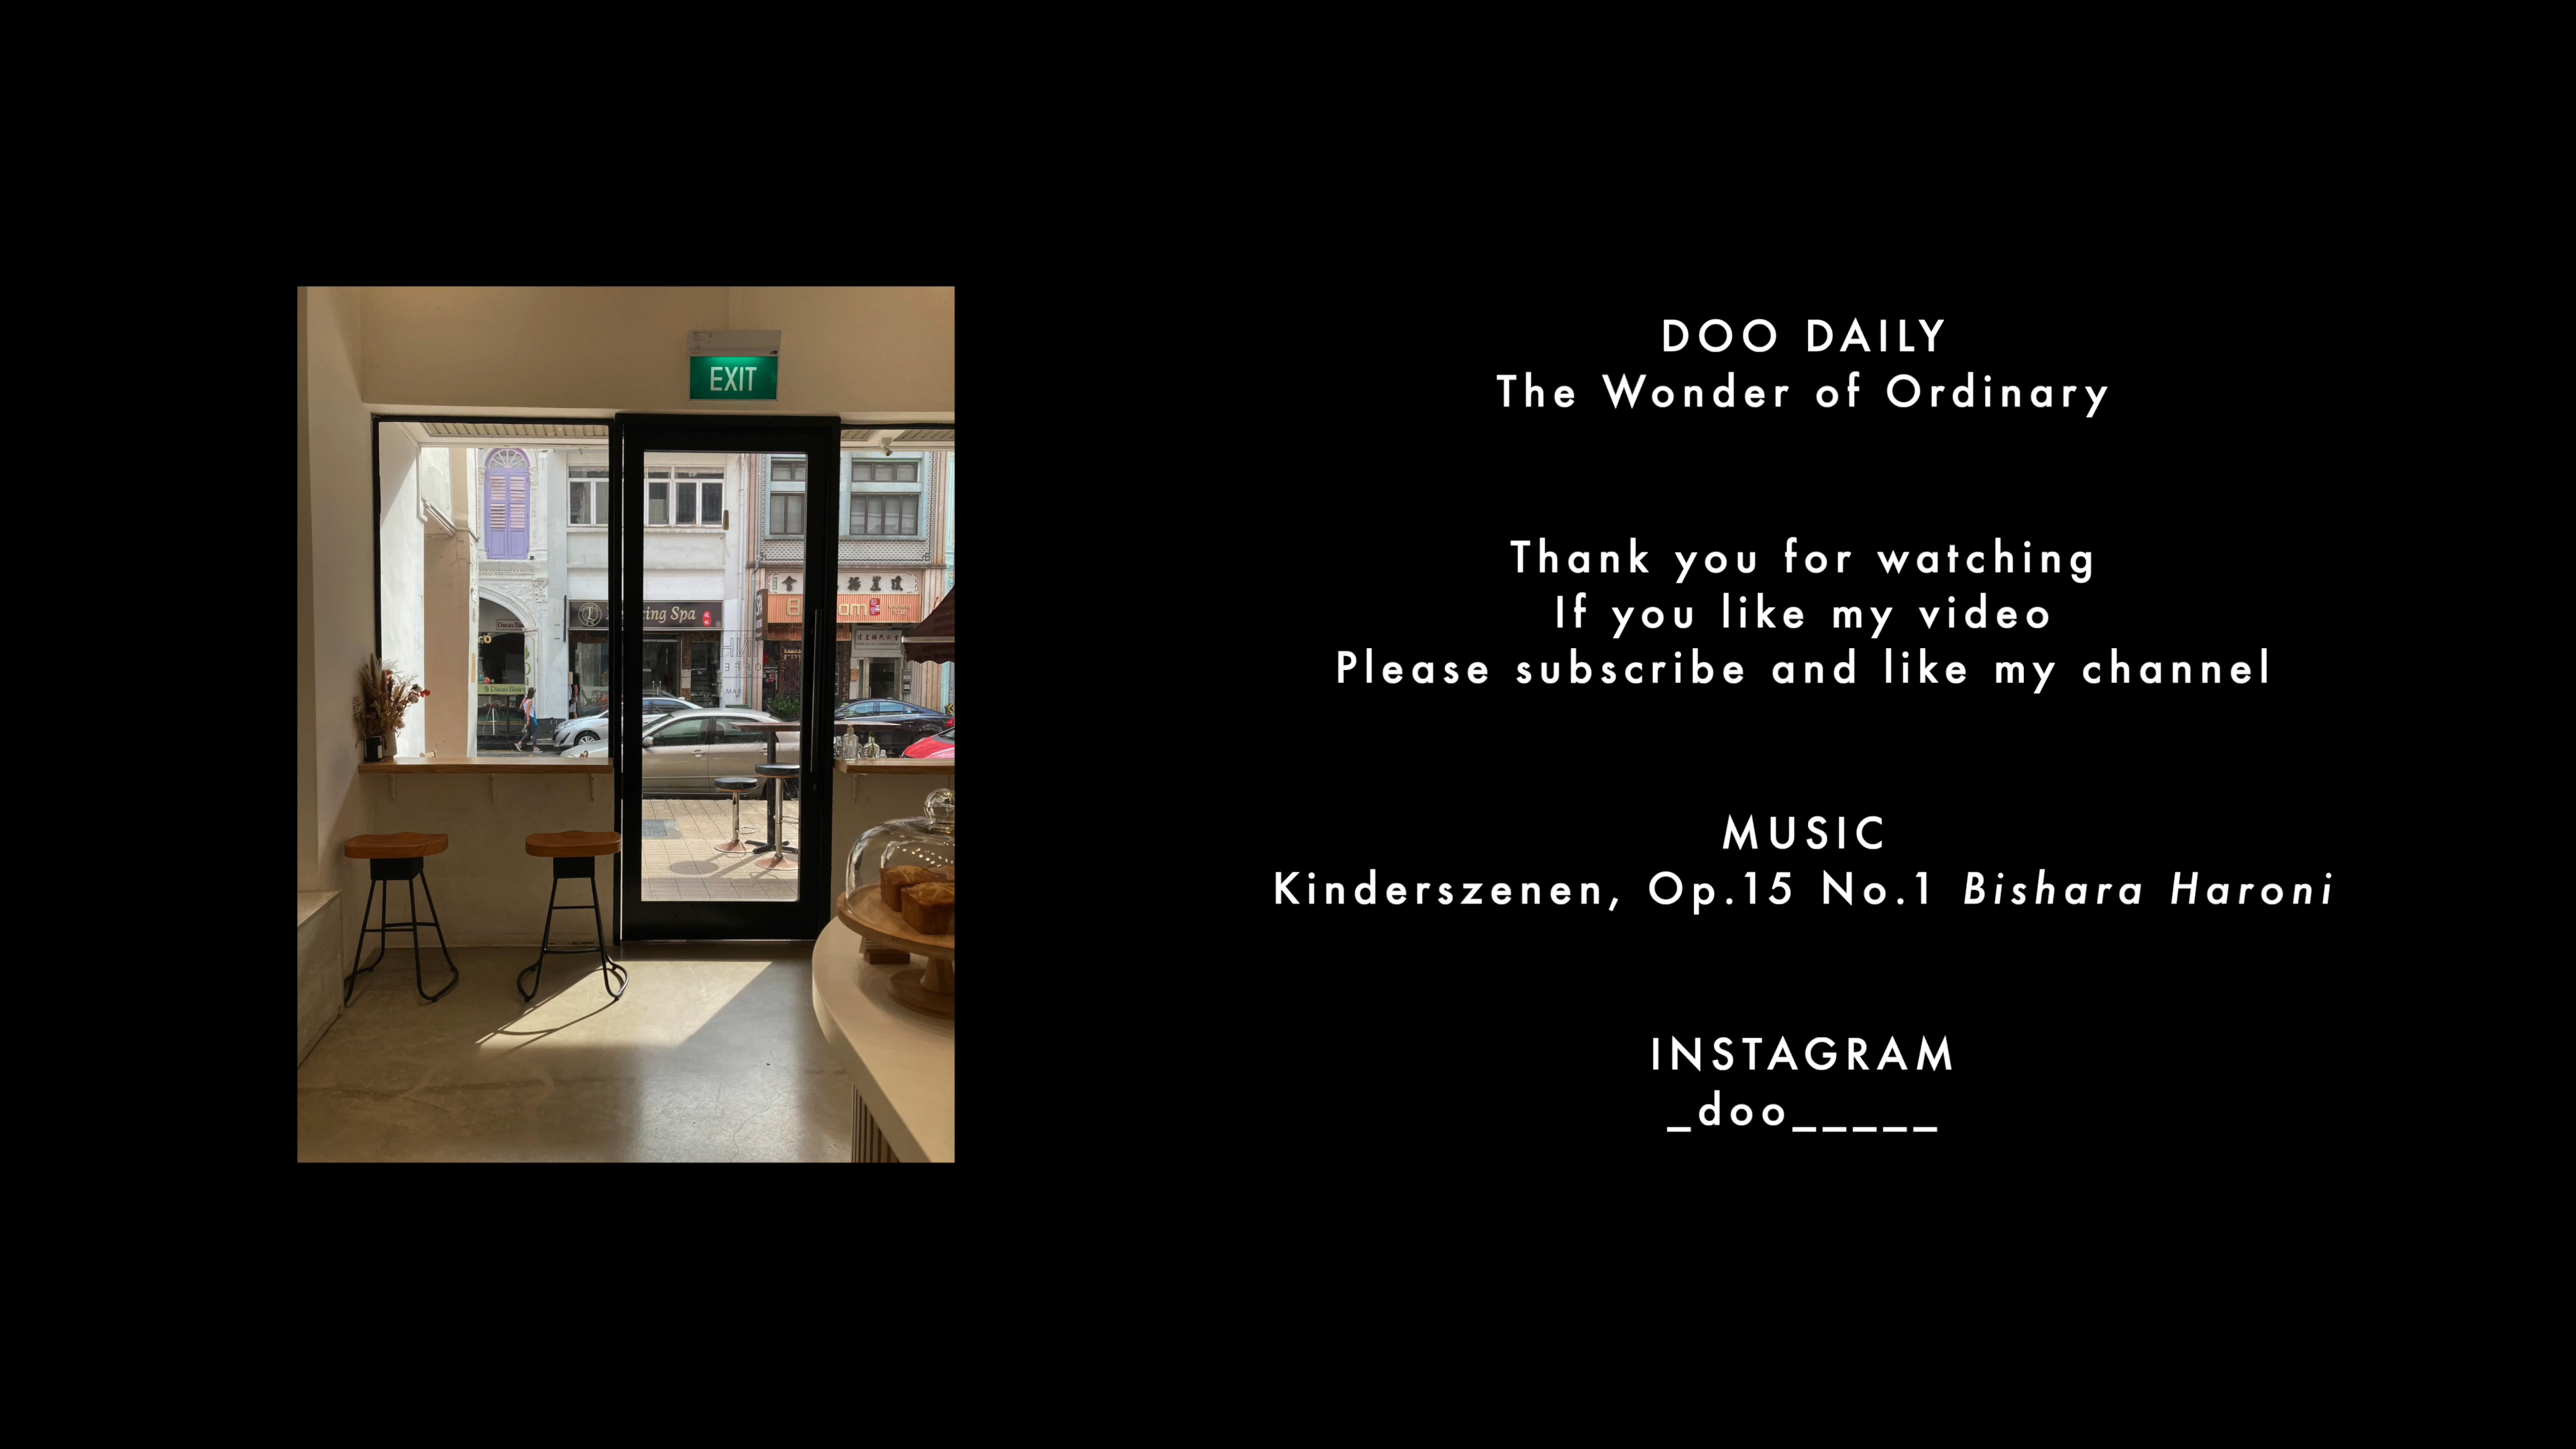 EXIT
DOO DAILY
The Wonder of Ordinary
Thank you for watching
If you like my video
Please subscribe and like my channel
MUSIC
Kinderszenen, Op.15 No.1 Bishara Haroni
INSTAGRAM
_doo_____
Spa
Daun